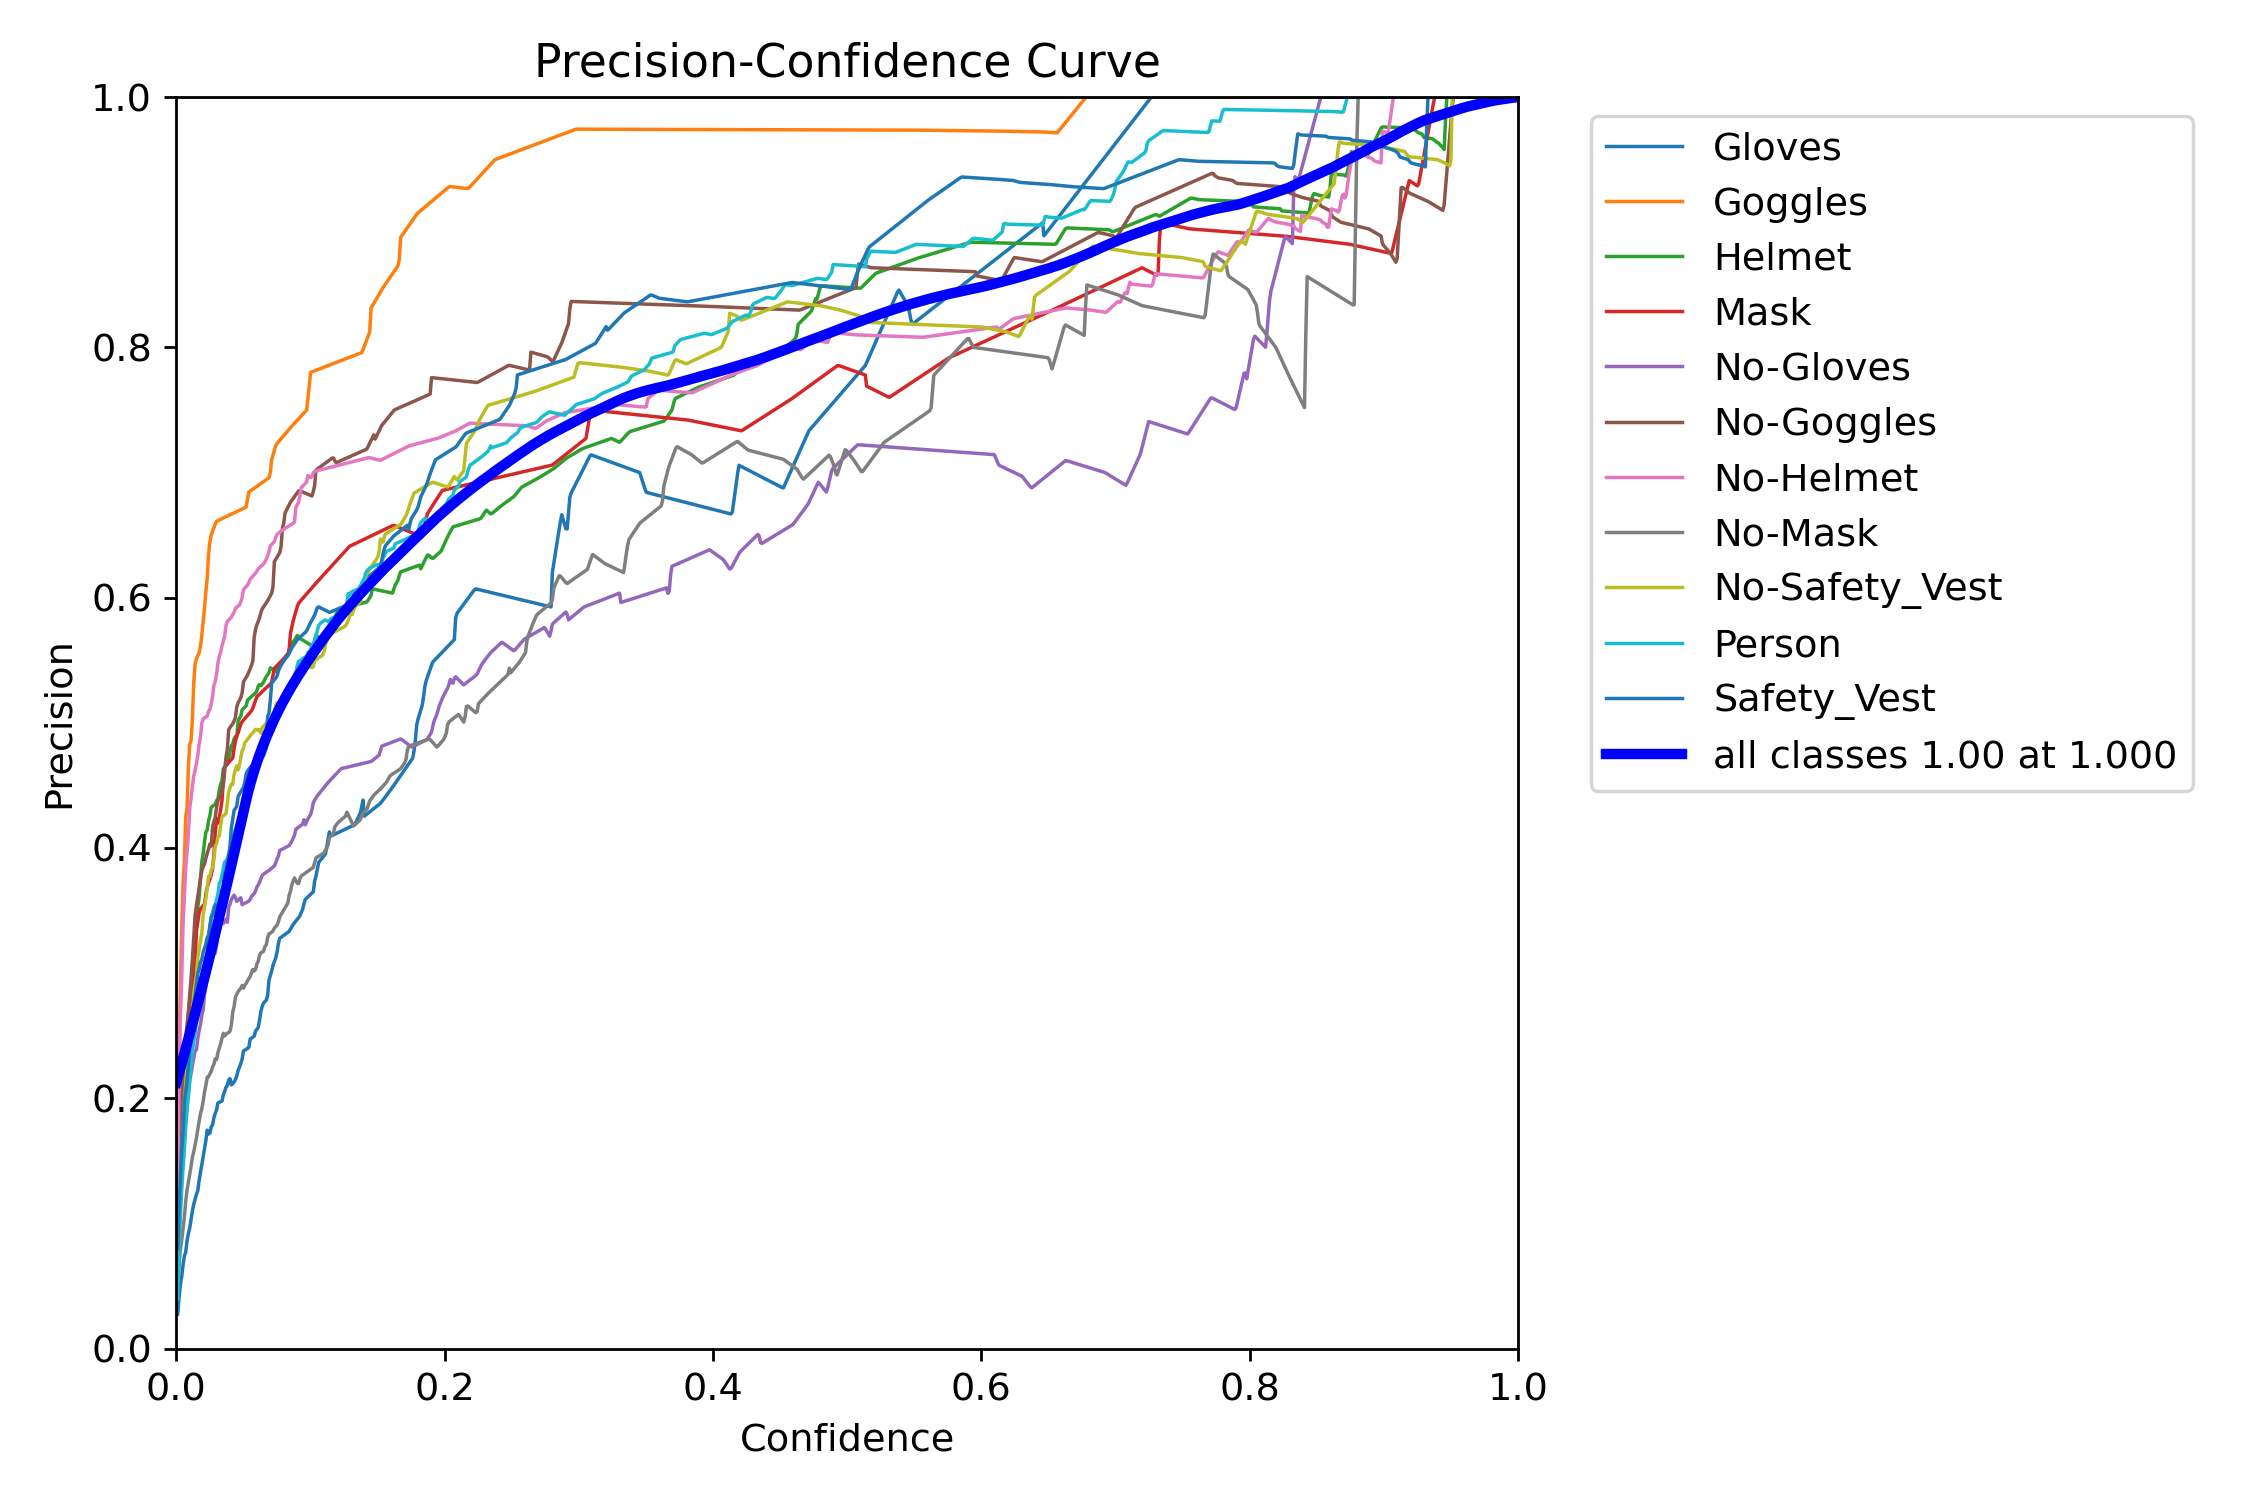 Precision-Confidence Curve
1.0
0.8
0.6
0.4
0.2
0.0
Precision
0.0 0.2 0.4 0.6 0.8 1.0
Confidence
Gloves
Goggles
Helmet
Mask
No-Gloves
No-Goggles
No-Helmet
No-Mask
No-Safety_Vest
Person
Safety_Vest
all classes 1.00 at 1.000